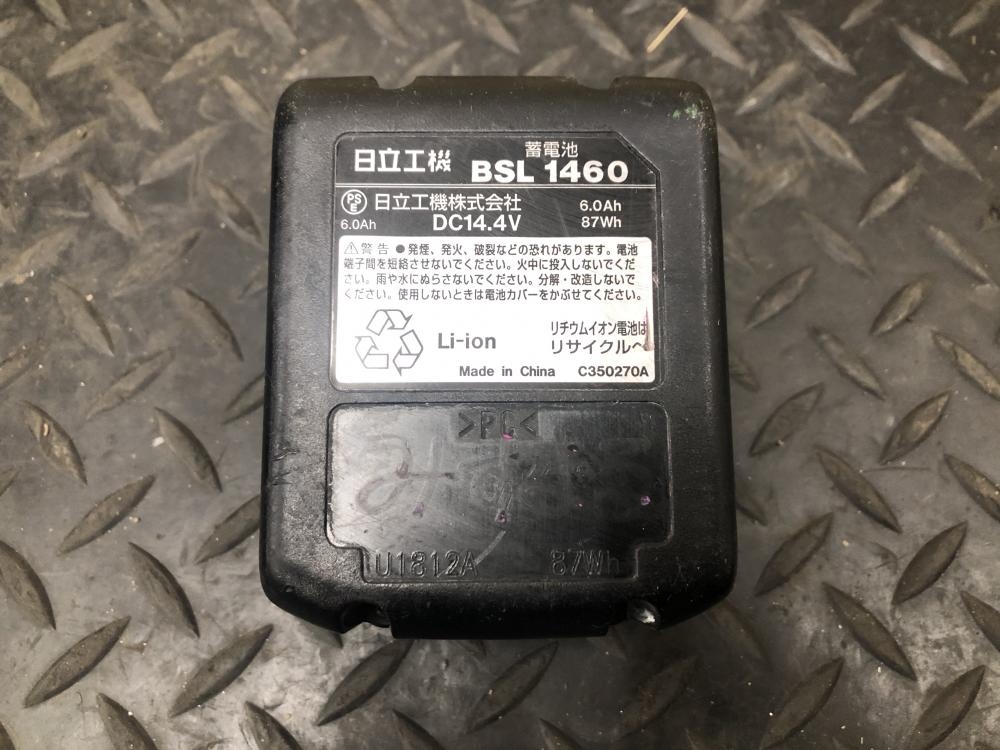 日立工機
蓄電池
BSL 1460
PS
E
日立工機株式会社
6.0Ah
6.0Ah
DC14.4V
87Wh
⚠警告 ●発煙、発火、破裂などの恐れがあります。電池
端子間を短絡させないでください。火中に投入しないでくだ
さい。雨や水にぬらさないでください。分解・改造しないで
ください。使用しないときは電池カバーをかぶせてください。
Li-ion
リチウムイオン電池は
リサイクルへ
Made in China C350270A
>PC<
U1812A 87Wh